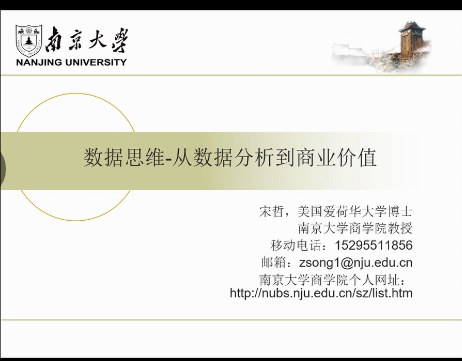 南京大学
NANJING UNIVERSITY
数据思维-从数据分析到商业价值
宋哲，美国爱荷华大学博士
南京大学商学院教授
移动电话：15295511856
邮箱：zsong1@nju.edu.cn
南京大学商学院个人网址：
http://nubs.nju.edu.cn/sz/list.htm